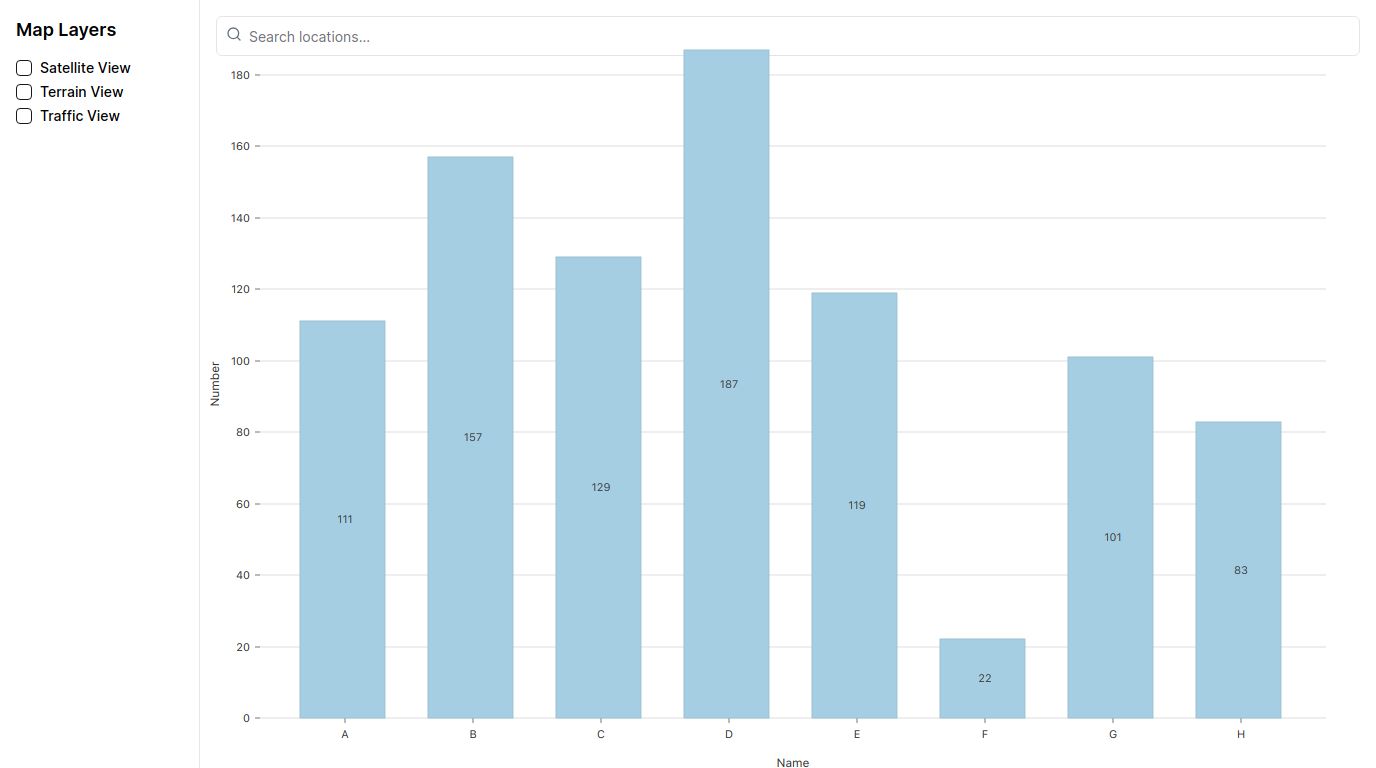 Map Layers
Satellite View
Terrain View
Traffic View
Search locations...
180
160
140
120
100
80
60
40
20
0
Number
111
157
129
187
119
22
101
83
A B C D E F G H
Name